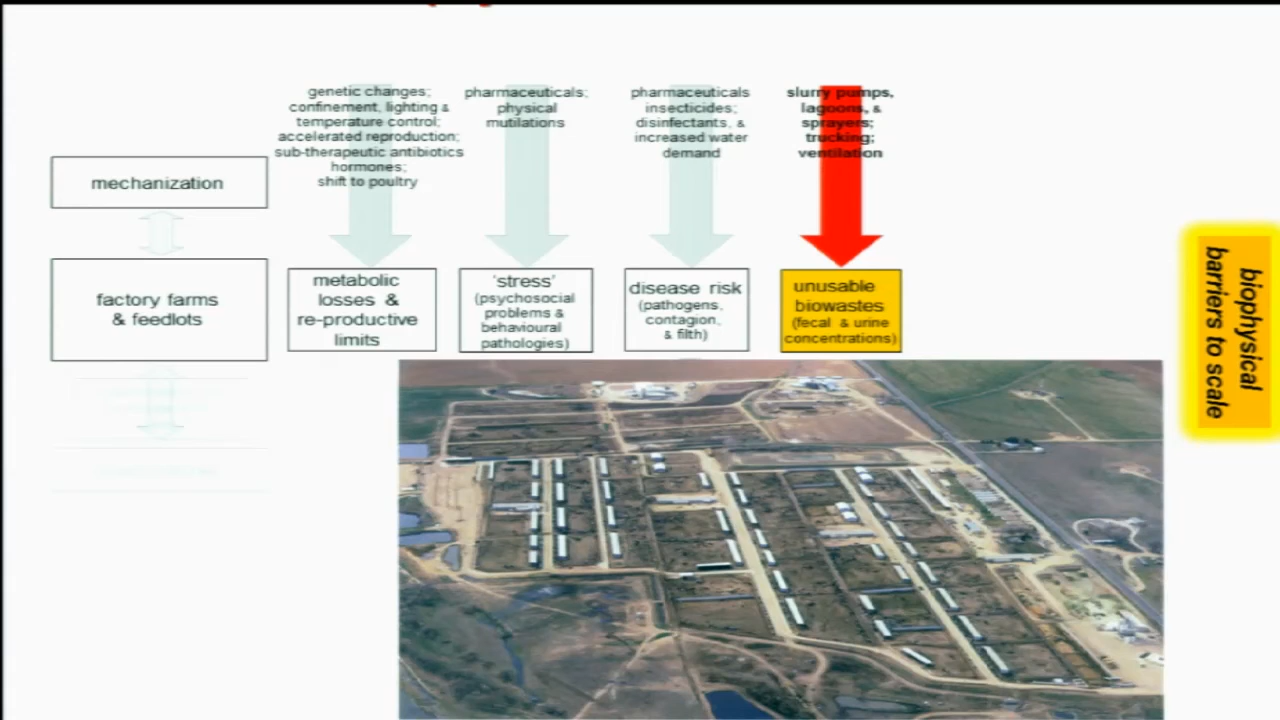 genetic changes;
confinement, lighting &
temperature control;
accelerated reproduction;
sub-therapeutic antibiotics
hormones;
shift to poultry
pharmaceuticals;
physical
mutilations
pharmaceuticals
insecticides;
disinfectants, &
increased water
demand
slurry pumps,
lagoons, &
sprayers;
trucking;
ventilation
mechanization
factory farms
& feedlots
metabolic
losses &
re-productive
limits
‘stress’
(psychosocial
problems &
behavioural
pathologies)
disease risk
(pathogens,
contagion,
& filth)
unusable
biowastes
(fecal & urine
concentrations)
biophysical
barriers to scale